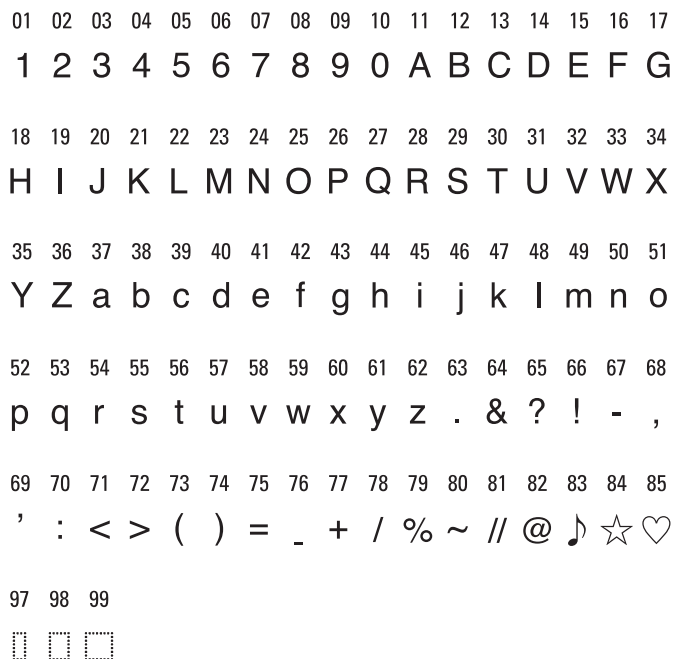 01 02 03 04 05 06 07 08 09 10 11 12 13 14 15 16 17
1 2 3 4 5 6 7 8 9 0 A B C D E F G
18 19 20 21 22 23 24 25 26 27 28 29 30 31 32 33 34
H I J K L M N O P Q R S T U V W X
35 36 37 38 39 40 41 42 43 44 45 46 47 48 49 50 51
Y Z a b c d e f g h i j k l m n o
52 53 54 55 56 57 58 59 60 61 62 63 64 65 66 67 68
p q r s t u v w x y z . & ? ! - ,
69 70 71 72 73 74 75 76 77 78 79 80 81 82 83 84 85
’ : < > ( ) = _ + / % ~ // @ ♪ ☆ ♡
97 98 99